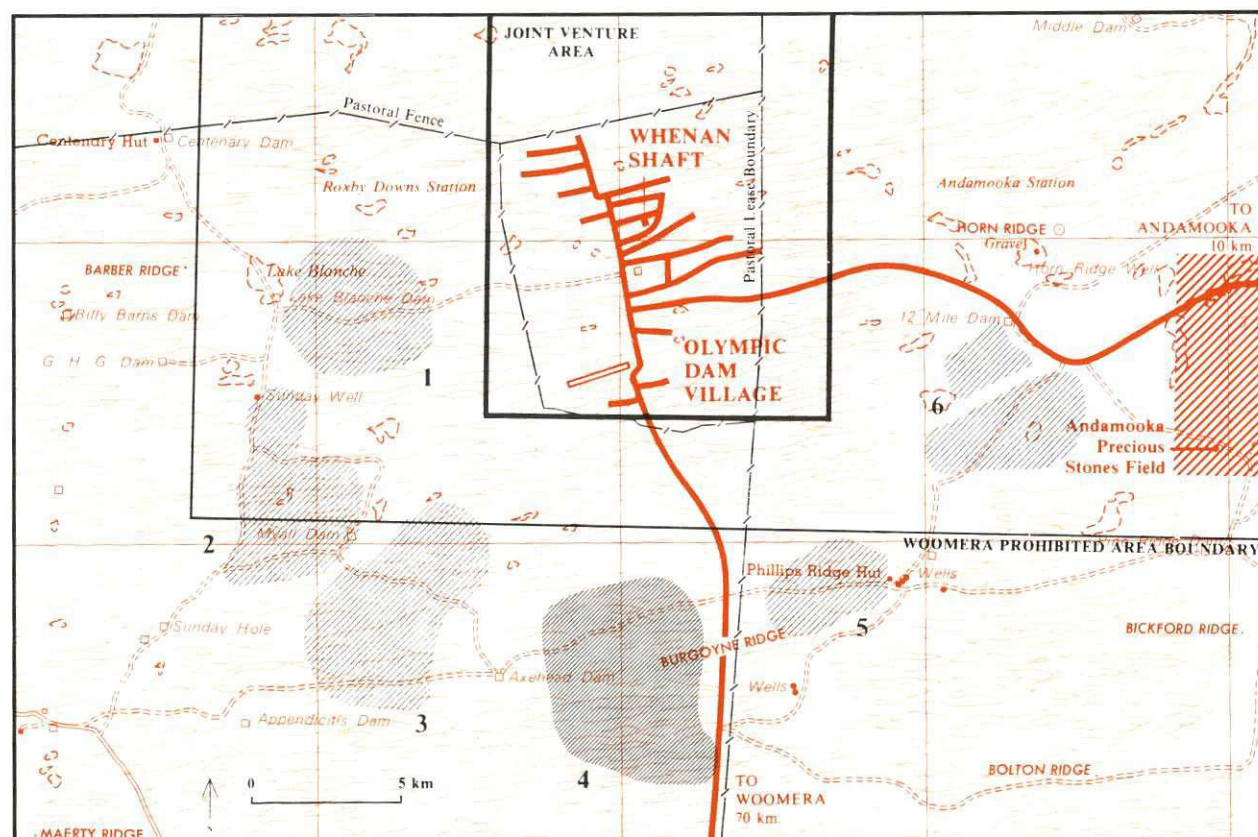 JOINT VENTURE
AREA
Middle Dam
Pastoral Fence
Centenary Hut
Centenary Dam
WHENAN
SHAFT
Pastoral Lease Boundary
Roxby Downs Station
Andamooka Station
TO
ANDAMOOKA
10 km
HORN RIDGE
Gravel
Horn Ridge Well
BARBER RIDGE
Lake Blanche
Lake Blanche Dam
Billy Barns Dam
12 Mile Dam
G H G Dam
OLYMPIC
DAM
VILLAGE
1
Sunday Well
6
Andamooka
Precious
Stones Field
Myall Dam
2
WOOMERA PROHIBITED AREA BOUNDARY
Phillips Ridge Hut
Wells
Sunday Hole
5
BICKFORD RIDGE
BURGOYNE RIDGE
Axehead Dam
Wells
Appendicitis Dam
3
4
0 5 km
TO
WOOMERA
70 km
BOLTON RIDGE
MAERTY RIDGE